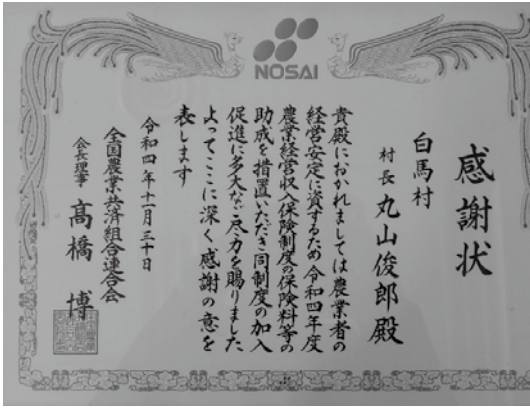 NOSAI
感謝状
白馬村
村長 丸山俊郎殿
貴殿におかれましては農業者の
経営安定に資するため令和四年度
農業経営収入保険制度の保険料等の
助成を措置いただき同制度の加入
促進に多大なご尽力を賜りました
よってここに深く感謝の意を
表します
令和四年十一月三十日
全国農業共済組合連合会
会長理事 髙橋 博